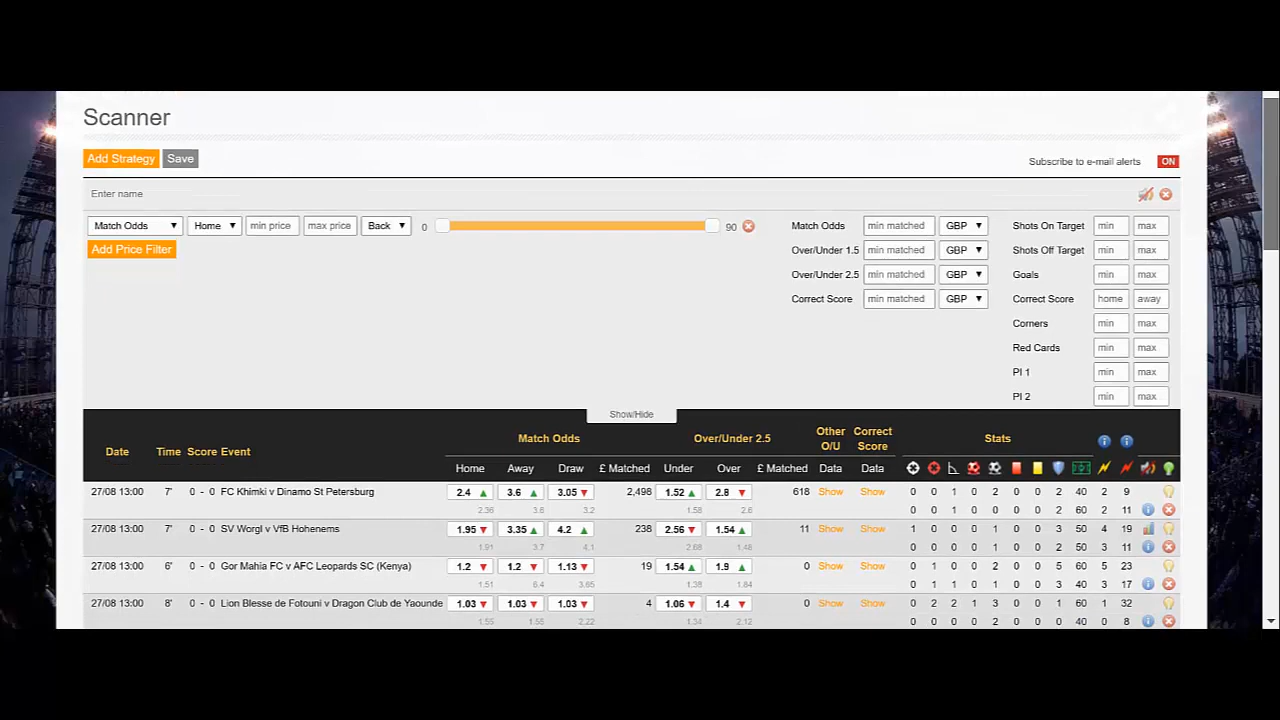 Scanner
Add Strategy Save Subscribe to e-mail alerts ON
Enter name
Match Odds Home min price max price Back 0 90 Match Odds min matched GBP Shots On Target min max
Add Price Filter Over/Under 1.5 min matched GBP Shots Off Target min max
Over/Under 2.5 min matched GBP Goals min max
Correct Score min matched GBP Correct Score home away
Corners min max
Red Cards min max
PI 1 min max
PI 2 min max
Show/Hide
Date Time Score Event Match Odds Over/Under 2.5 Other O/U Correct Score Stats
Home Away Draw £ Matched Under Over £ Matched Data Data
27/08 13:00 7' 0 - 0 FC Khimki v Dinamo St Petersburg 2.4 3.6 3.05 2,498 1.52 2.8 618 Show Show 0 0 1 0 2 0 0 2 40 2 9
2.36 3.6 3.2 1.58 2.6 0 0 1 0 0 0 0 2 60 2 11
27/08 13:00 7' 0 - 0 SV Worgl v VfB Hohenems 1.95 3.35 4.2 238 2.56 1.54 11 Show Show 1 0 0 0 1 0 0 3 50 4 19
1.91 3.7 4.1 2.68 1.48 0 0 0 0 1 0 0 2 50 3 11
27/08 13:00 6' 0 - 0 Gor Mahia FC v AFC Leopards SC (Kenya) 1.2 1.2 1.13 19 1.54 1.9 0 Show Show 0 1 0 0 2 0 0 5 60 5 23
1.51 6.4 3.65 1.38 1.84 0 1 1 0 1 0 0 4 40 3 17
27/08 13:00 8' 0 - 0 Lion Blesse de Fotouni v Dragon Club de Yaounde 1.03 1.03 1.03 4 1.06 1.4 0 Show Show 0 2 2 1 3 0 0 1 60 1 32
1.55 1.55 2.22 1.34 2.12 0 0 0 0 2 0 0 0 40 0 8